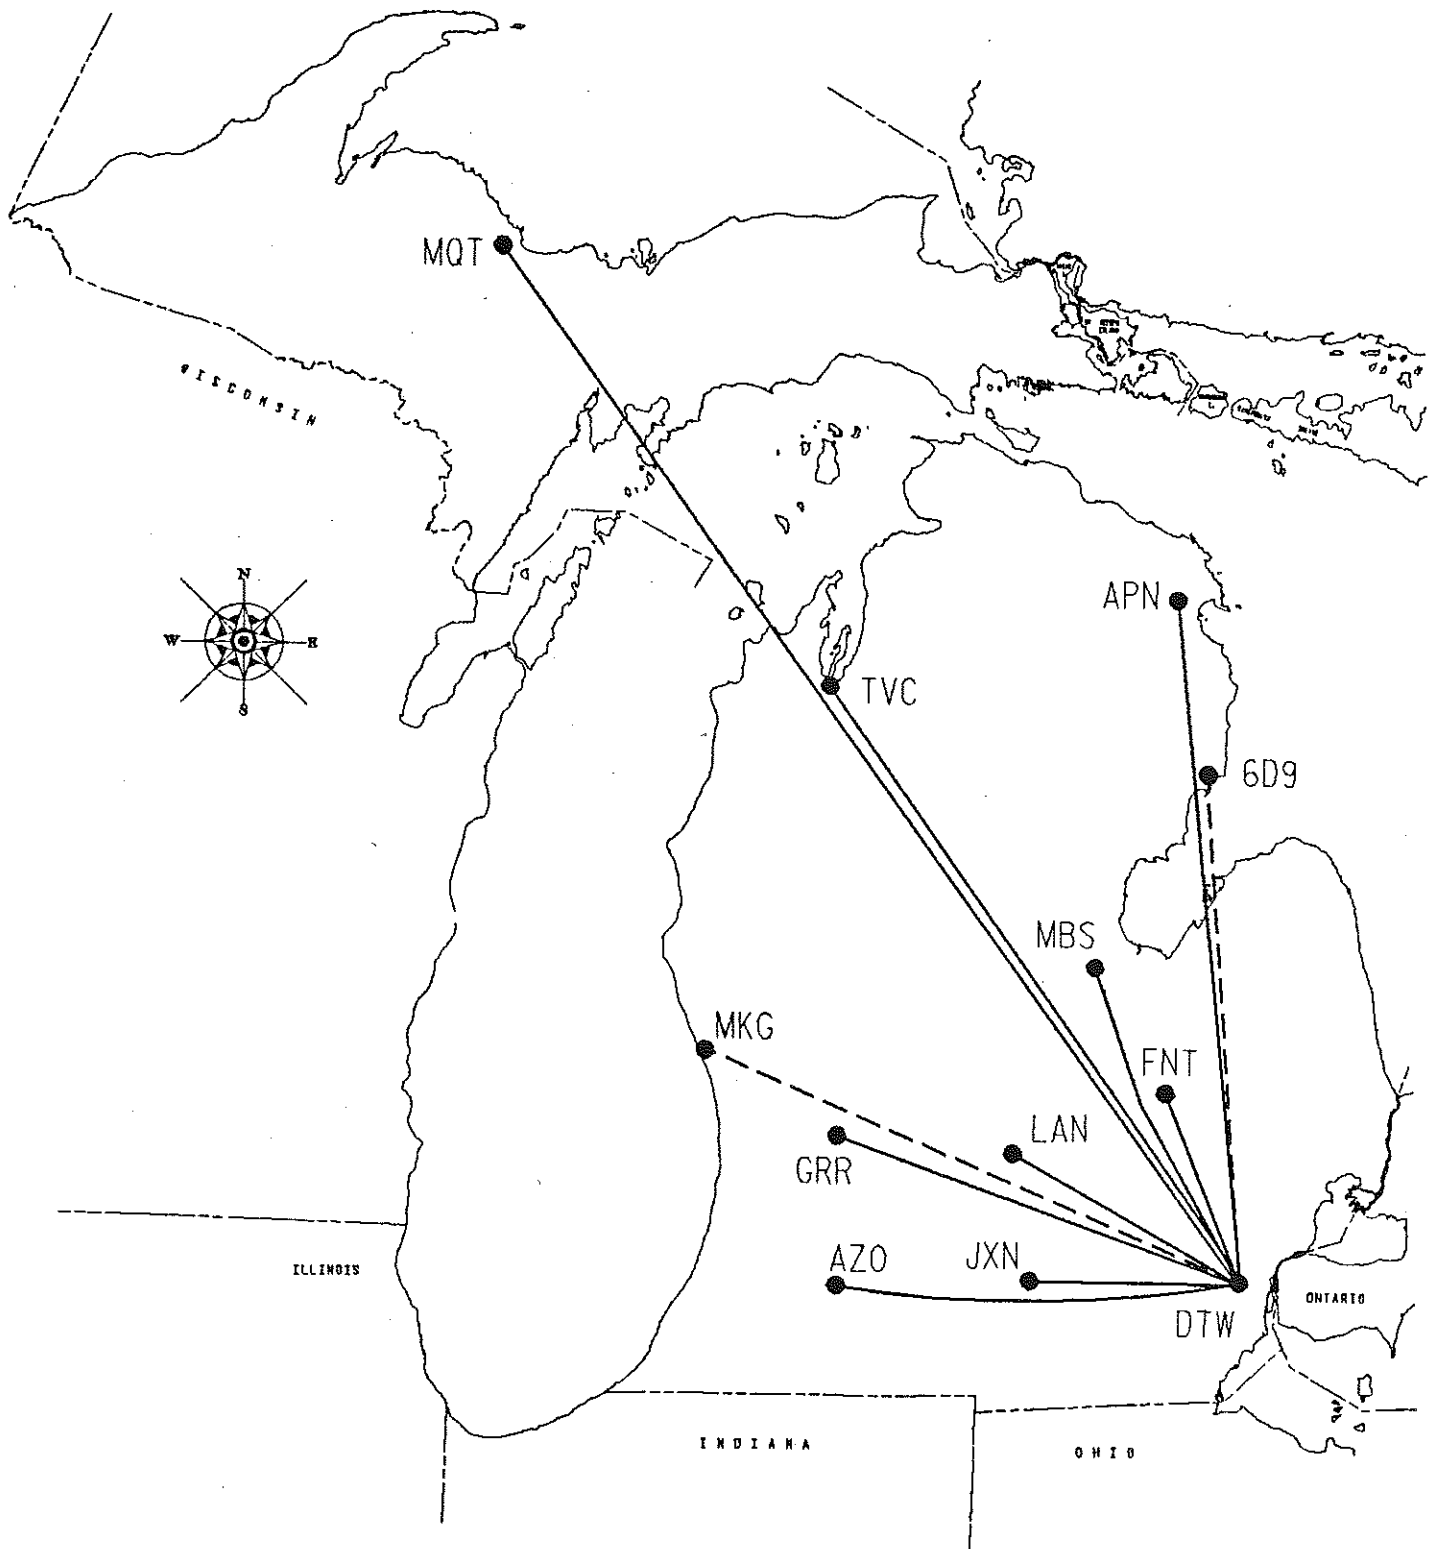 MQT
WISCONSIN
N
W E
S
APN
TVC
6D9
MBS
MKG
FNT
LAN
GRR
AZO
JXN
ILLINOIS
ONTARIO
DTW
INDIANA
OHIO